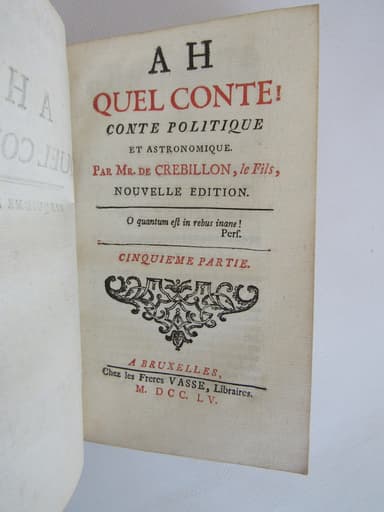 A H
QUEL CONTE!
CONTE POLITIQUE
ET ASTRONOMIQUE.
PAR MR. DE CREBILLON, le Fils,
NOUVELLE EDITION.
O quantum est in rebus inane!
Pers.
CINQUIEME PARTIE.
A BRUXELLES,
Chez les Freres VASSE, Libraires.
M. DCC. LV.